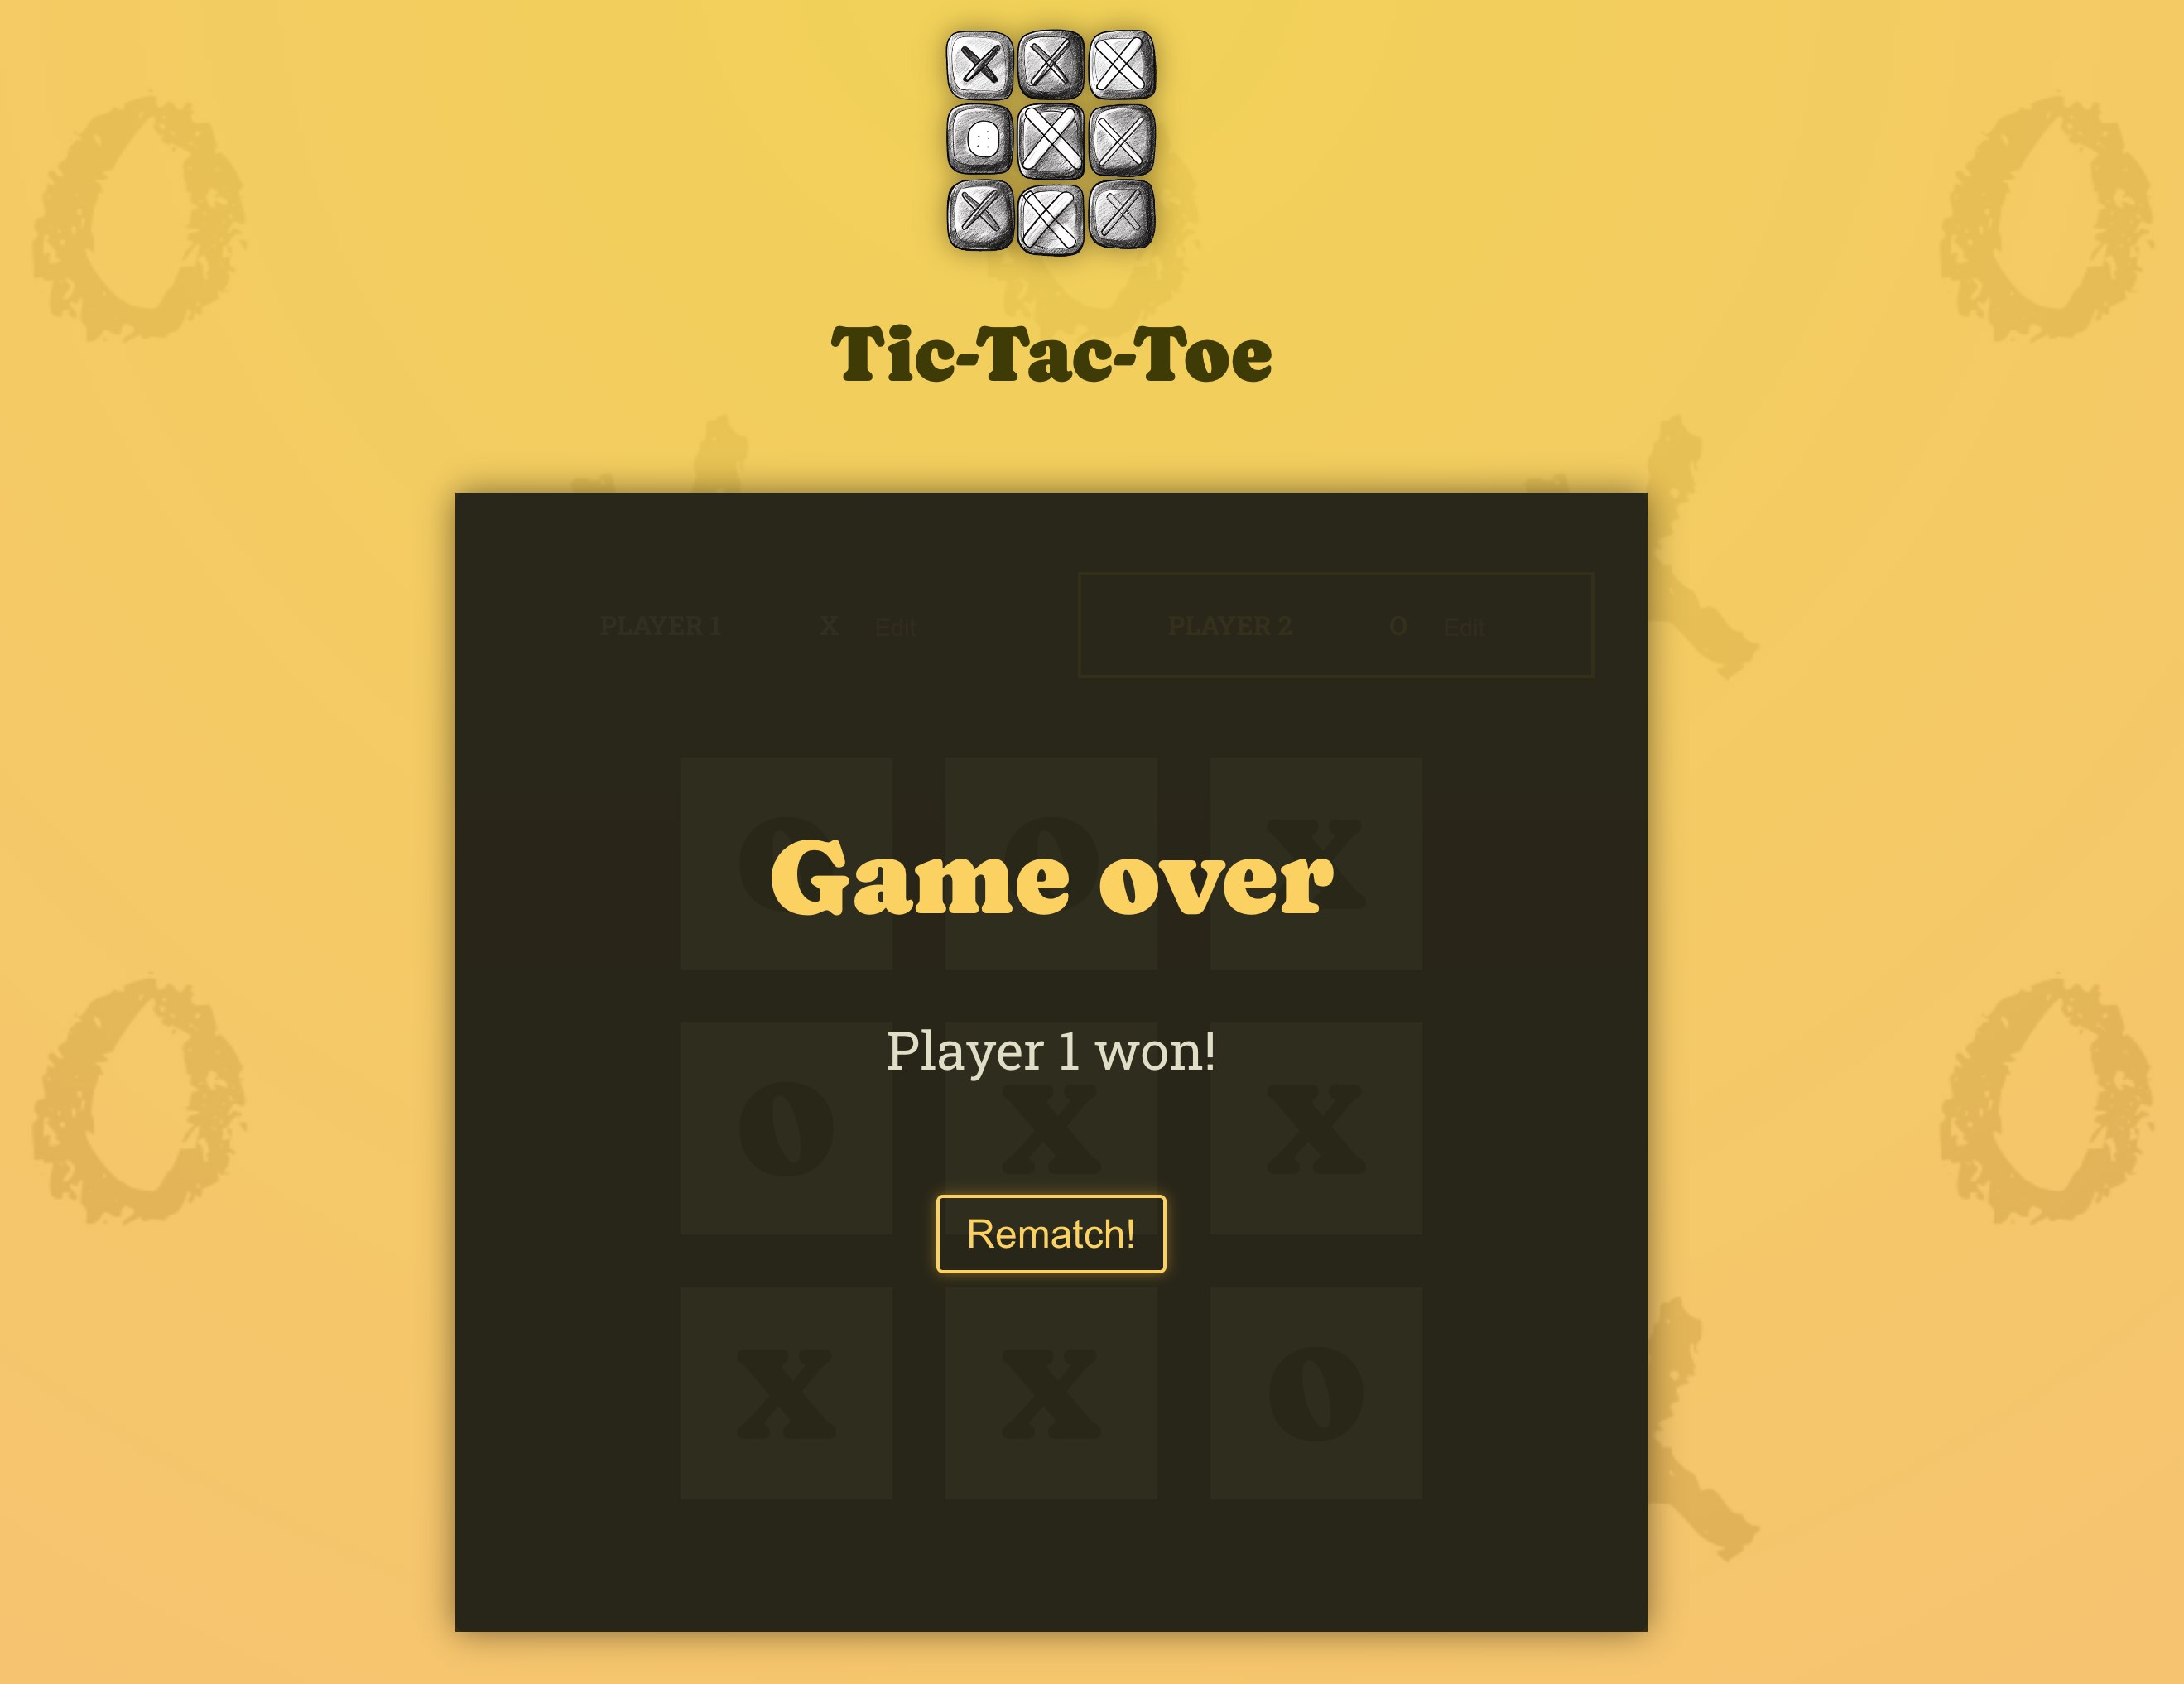 Tic-Tac-Toe
PLAYER 1 X Edit PLAYER 2 O Edit
O O X
Game over
Player 1 won!
O X X
Rematch!
X X O